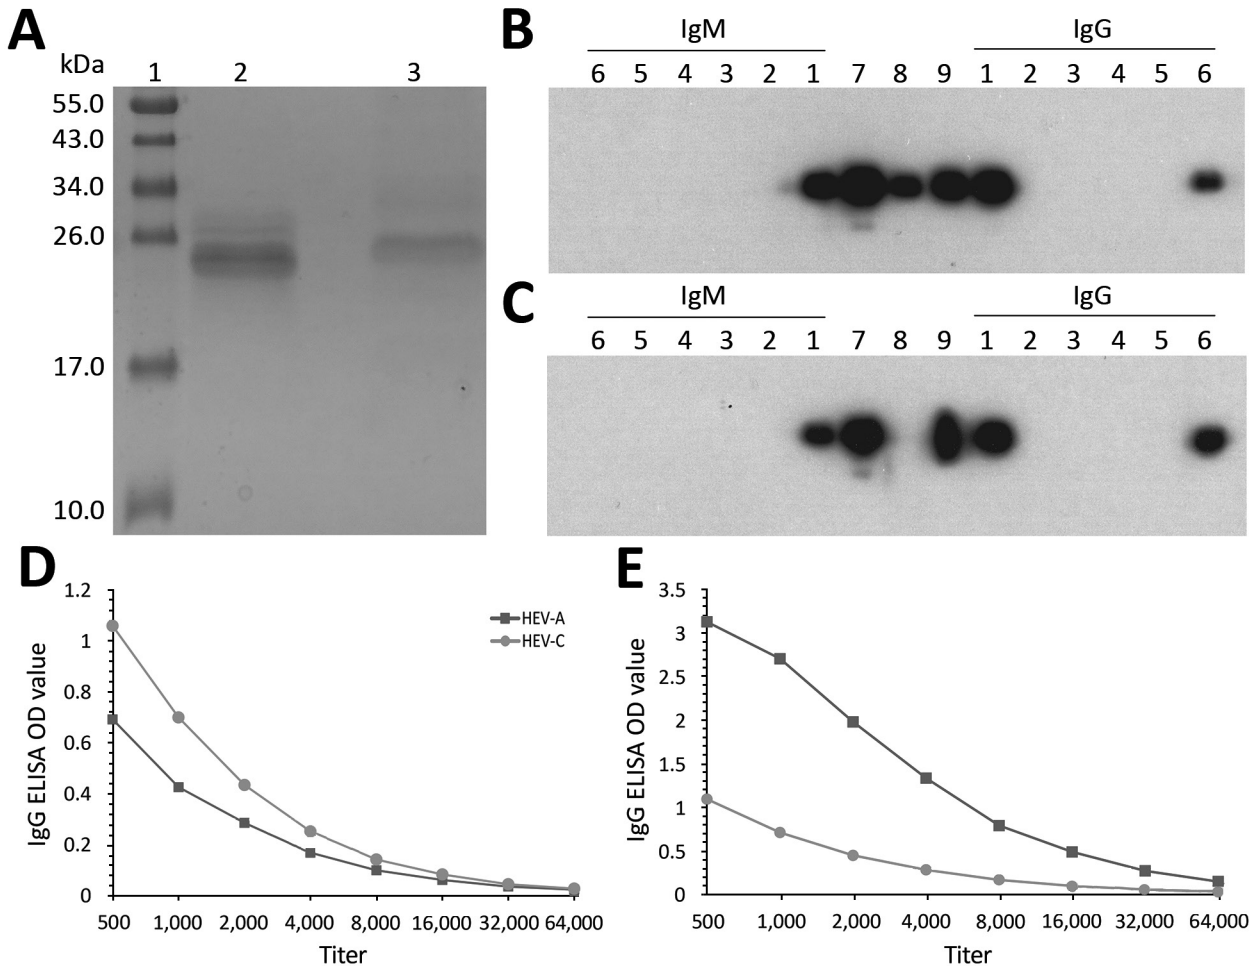 A
kDa
1 2 3
55.0
43.0
34.0
26.0
17.0
10.0
B
IgM IgG
6 5 4 3 2 1 7 8 9 1 2 3 4 5 6
C
IgM IgG
6 5 4 3 2 1 7 8 9 1 2 3 4 5 6
D
IgG ELISA OD value
1.2
1
0.8
0.6
0.4
0.2
0
HEV-A
HEV-C
500 1,000 2,000 4,000 8,000 16,000 32,000 64,000
Titer
E
IgG ELISA OD value
3.5
3
2.5
2
1.5
1
0.5
0
500 1,000 2,000 4,000 8,000 16,000 32,000 64,000
Titer